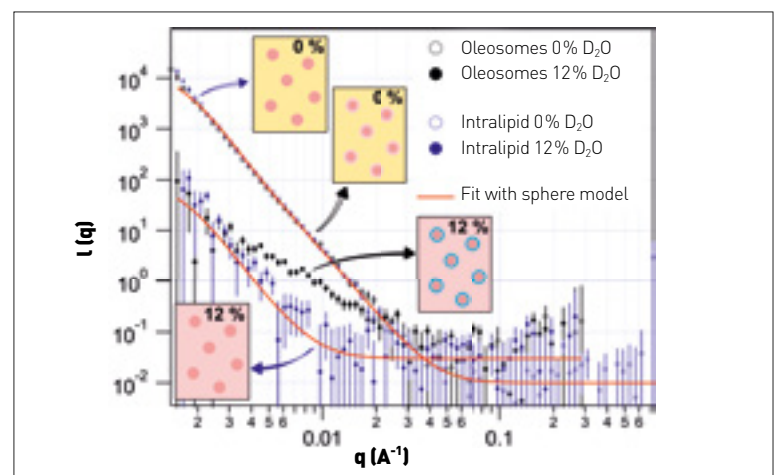 0 %
0 %
12 %
12 %
Oleosomes 0% D₂O
Oleosomes 12% D₂O
Intralipid 0% D₂O
Intralipid 12% D₂O
Fit with sphere model
10⁴
10³
10²
10¹
10⁰
10⁻¹
10⁻²
I (q)
2 3 4 5 6 2 3 4 5 6 2 3 4 5 6
0.01 0.1
q (A⁻¹)